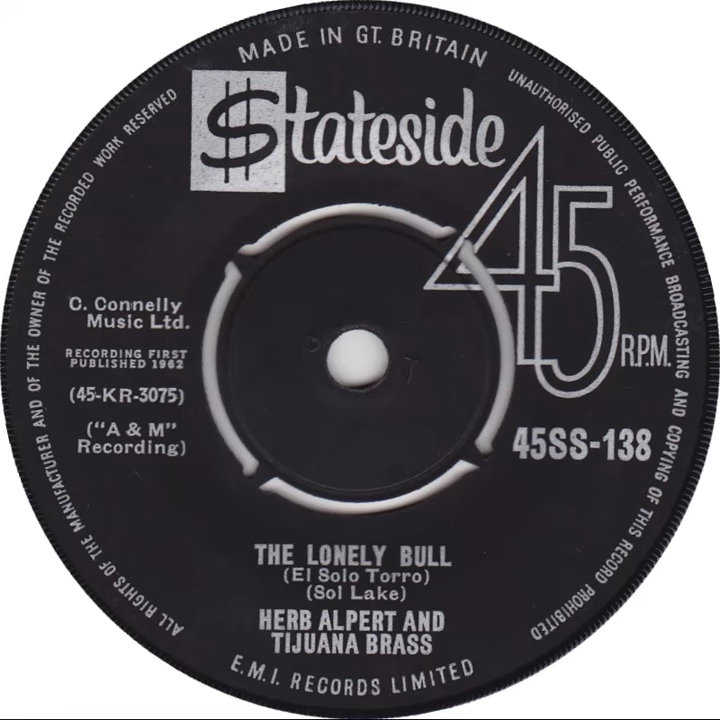 MADE IN GT. BRITAIN
UNAUTHORISED PUBLIC PERFORMANCE BROADCASTING AND COPYING OF THIS RECORD PROHIBITED
ALL RIGHTS OF THE MANUFACTURER AND OF THE OWNER OF THE RECORDED WORK RESERVED
$tateside
45
R.P.M.
C. Connelly
Music Ltd.
RECORDING FIRST
PUBLISHED 1962
(45-KR-3075)
("A & M"
Recording)
P T
45SS-138
THE LONELY BULL
(El Solo Torro)
(Sol Lake)
HERB ALPERT AND
TIJUANA BRASS
E.M.I. RECORDS LIMITED